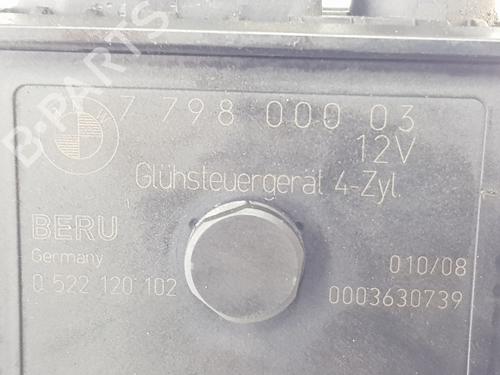 B-PARTS
7 798 000 03
12V
Glühsteuergerät 4-Zyl.
BERU
Germany
010/08
0 522 120 102
0003630739